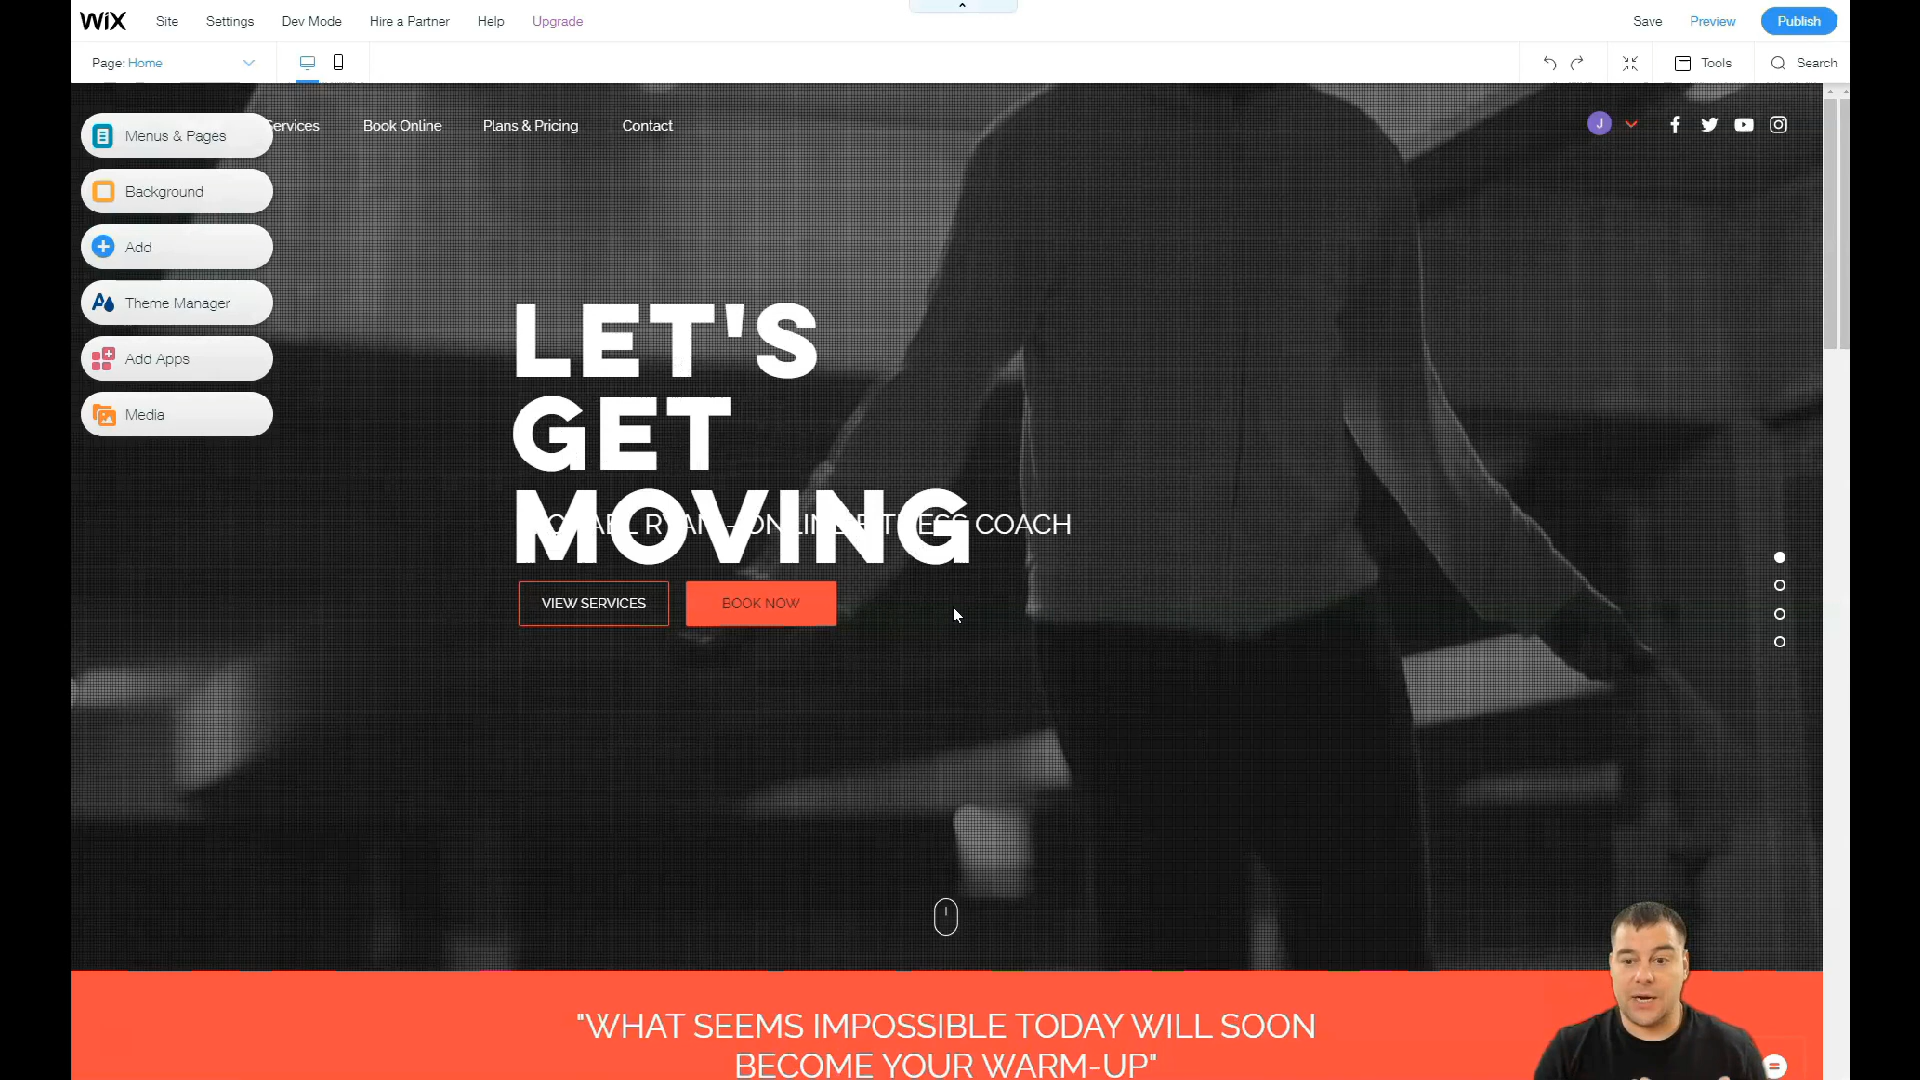 WIX Site Settings Dev Mode Hire a Partner Help Upgrade Save Preview Publish
Page: Home Tools Search
Menus & Pages
Services Book Online Plans & Pricing Contact J
Background
Add
Theme Manager
Add Apps
Media
LET'S
GET
MOVING
COACH
VIEW SERVICES BOOK NOW
"WHAT SEEMS IMPOSSIBLE TODAY WILL SOON
BECOME YOUR WARM-UP"